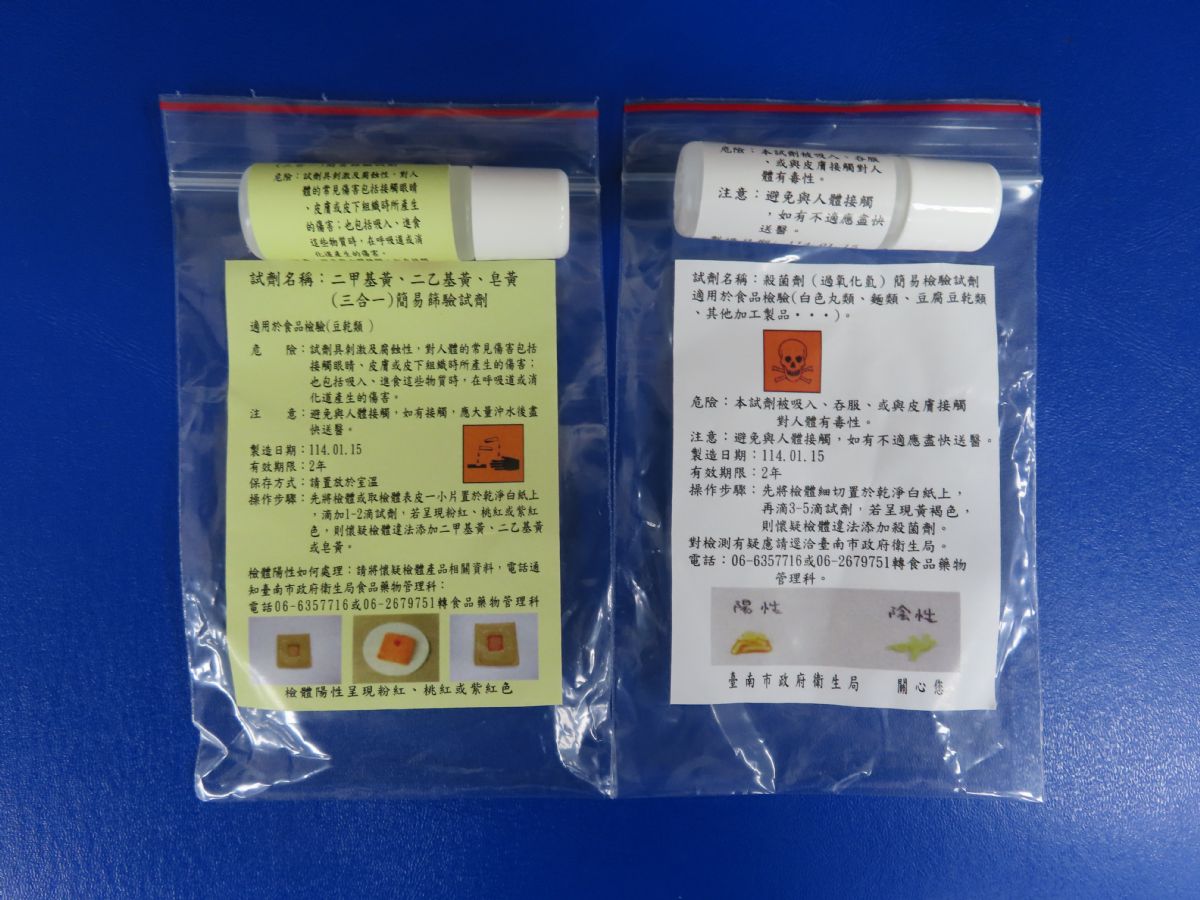 危險：試劑具刺激及腐蝕性，對人
體的常見傷害包括接觸眼睛
、皮膚或皮下組織時所產生
的傷害；也包括吸入、進食
這些物質時，在呼吸道或消
化道產生的傷害。
試劑名稱：二甲基黃、二乙基黃、皂黃
(三合一)簡易篩驗試劑
適用於食品檢驗(豆乾類 )
危　險：試劑具刺激及腐蝕性，對人體的常見傷害包括
接觸眼睛、皮膚或皮下組織時所產生的傷害；
也包括吸入、進食這些物質時，在呼吸道或消
化道產生的傷害。
注　意：避免與人體接觸，如有接觸，應大量沖水後盡
快送醫。
製造日期：114.01.15
有效期限：2年
保存方式：請置放於室溫
操作步驟：先將檢體或取檢體表皮一小片置於乾淨白紙上
，滴加1-2滴試劑，若呈現粉紅、桃紅或紫紅
色，則懷疑檢體違法添加二甲基黃、二乙基黃
或皂黃。
檢體陽性如何處理：請將懷疑檢體產品相關資料，電話通
知臺南市政府衛生局食品藥物管理科：
電話06-6357716或06-2679751轉食品藥物管理科
檢體陽性呈現粉紅、桃紅或紫紅色
危險：本試劑被吸入、吞服
、或與皮膚接觸對人
體有毒性。
注意：避免與人體接觸
，如有不適應盡快
送醫。
製造日期：114.01.15
試劑名稱：殺菌劑（過氧化氫）簡易檢驗試劑
適用於食品檢驗(白色丸類、麵類、豆腐豆乾類
、其他加工製品・・・)。
危險：本試劑被吸入、吞服、或與皮膚接觸
對人體有毒性。
注意：避免與人體接觸，如有不適應盡快送醫。
製造日期：114.01.15
有效期限：2年
操作步驟：先將檢體細切置於乾淨白紙上，
再滴3-5滴試劑，若呈現黃褐色，
則懷疑檢體違法添加殺菌劑。
對檢測有疑慮請逕洽臺南市政府衛生局。
電話：06-6357716或06-2679751轉食品藥物
管理科。
陽性　陰性
臺南市政府衛生局　關心您